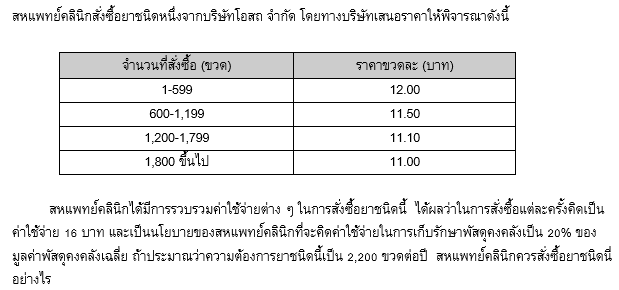 สหแพทย์คลินิกสั่งซื้อยาชนิดหนึ่งจากบริษัทโอสถ จำกัด โดยทางบริษัทเสนอราคาให้พิจารณาดังนี้
จำนวนที่สั่งซื้อ (ขวด) ราคาขวดละ (บาท)
1-599 12.00
600-1,199 11.50
1,200-1,799 11.10
1,800 ขึ้นไป 11.00
สหแพทย์คลินิกได้มีการรวบรวมค่าใช้จ่ายต่าง ๆ ในการสั่งซื้อยาชนิดนี้ ได้ผลว่าในการสั่งซื้อแต่ละครั้งคิดเป็น
ค่าใช้จ่าย 16 บาท และเป็นนโยบายของสหแพทย์คลินิกที่จะคิดค่าใช้จ่ายในการเก็บรักษาพัสดุคงคลังเป็น 20% ของ
มูลค่าพัสดุคงคลังเฉลี่ย ถ้าประมาณว่าความต้องการยาชนิดนี้เป็น 2,200 ขวดต่อปี สหแพทย์คลินิกควรสั่งซื้อยาชนิดนี้
อย่างไร